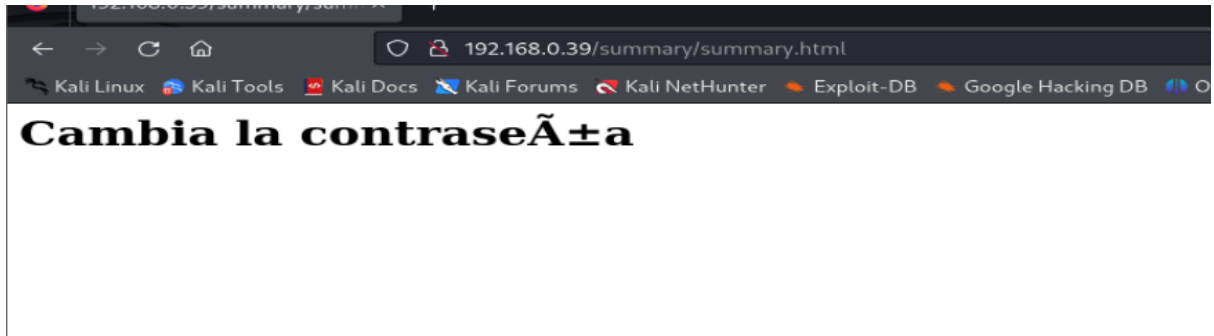 192.168.0.39/summary/summary.html
Kali Linux Kali Tools Kali Docs Kali Forums Kali NetHunter Exploit-DB Google Hacking DB
Cambia la contraseÃ±a